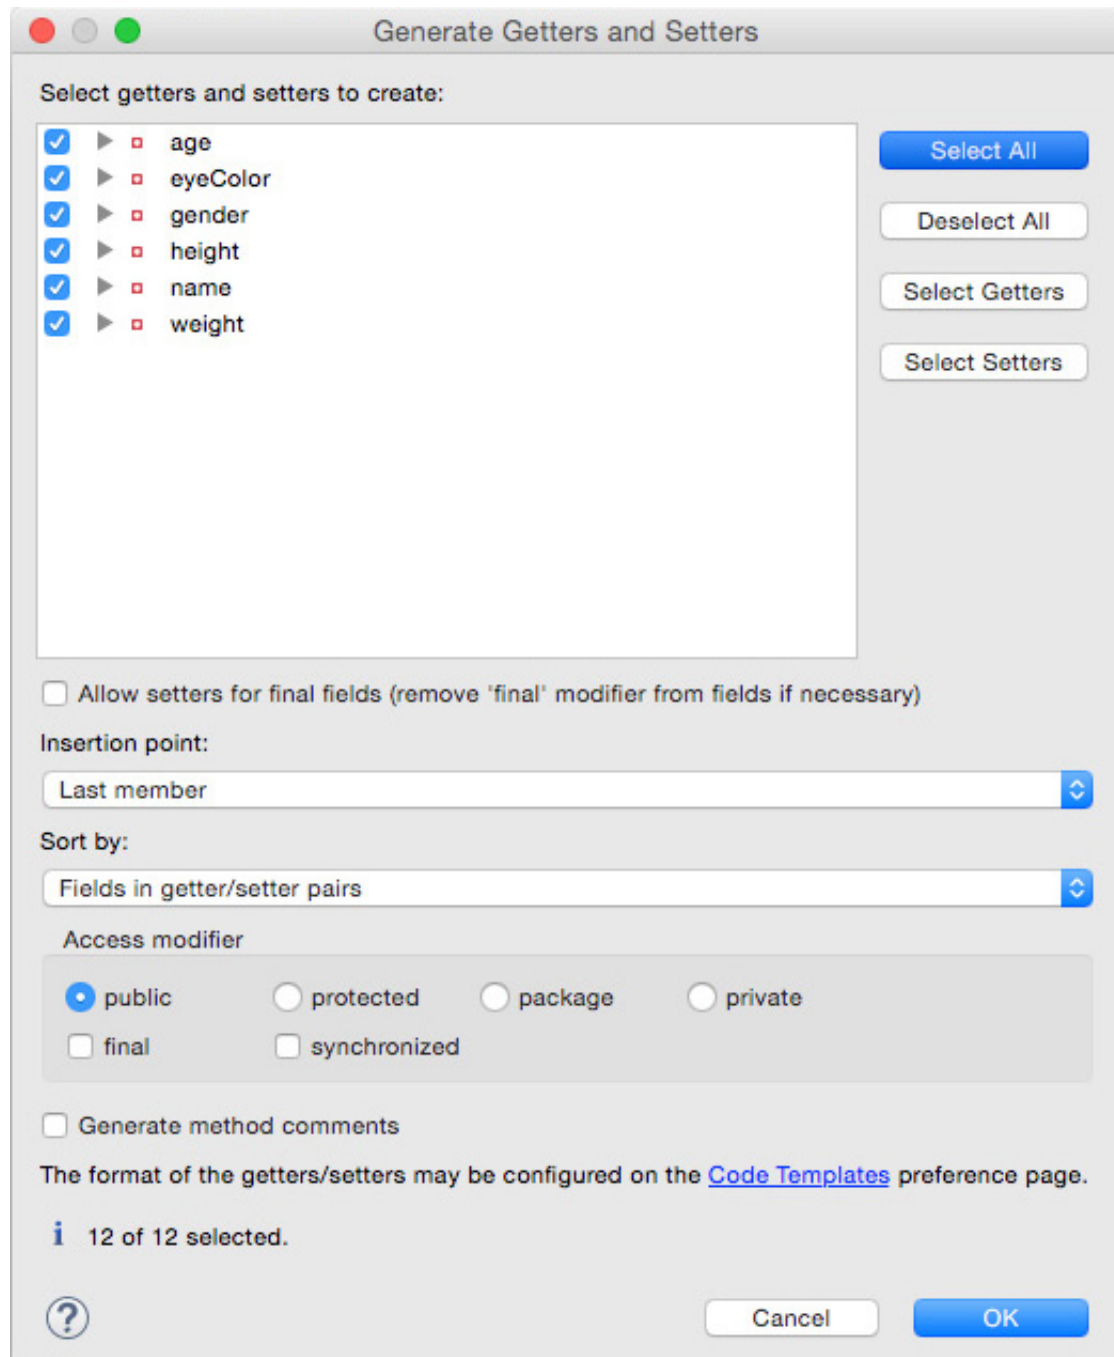 Generate Getters and Setters
Select getters and setters to create:
age
eyeColor
gender
height
name
weight
Select All
Deselect All
Select Getters
Select Setters
Allow setters for final fields (remove 'final' modifier from fields if necessary)
Insertion point:
Last member
Sort by:
Fields in getter/setter pairs
Access modifier
public protected package private
final synchronized
Generate method comments
The format of the getters/setters may be configured on the Code Templates preference page.
i 12 of 12 selected.
? Cancel OK